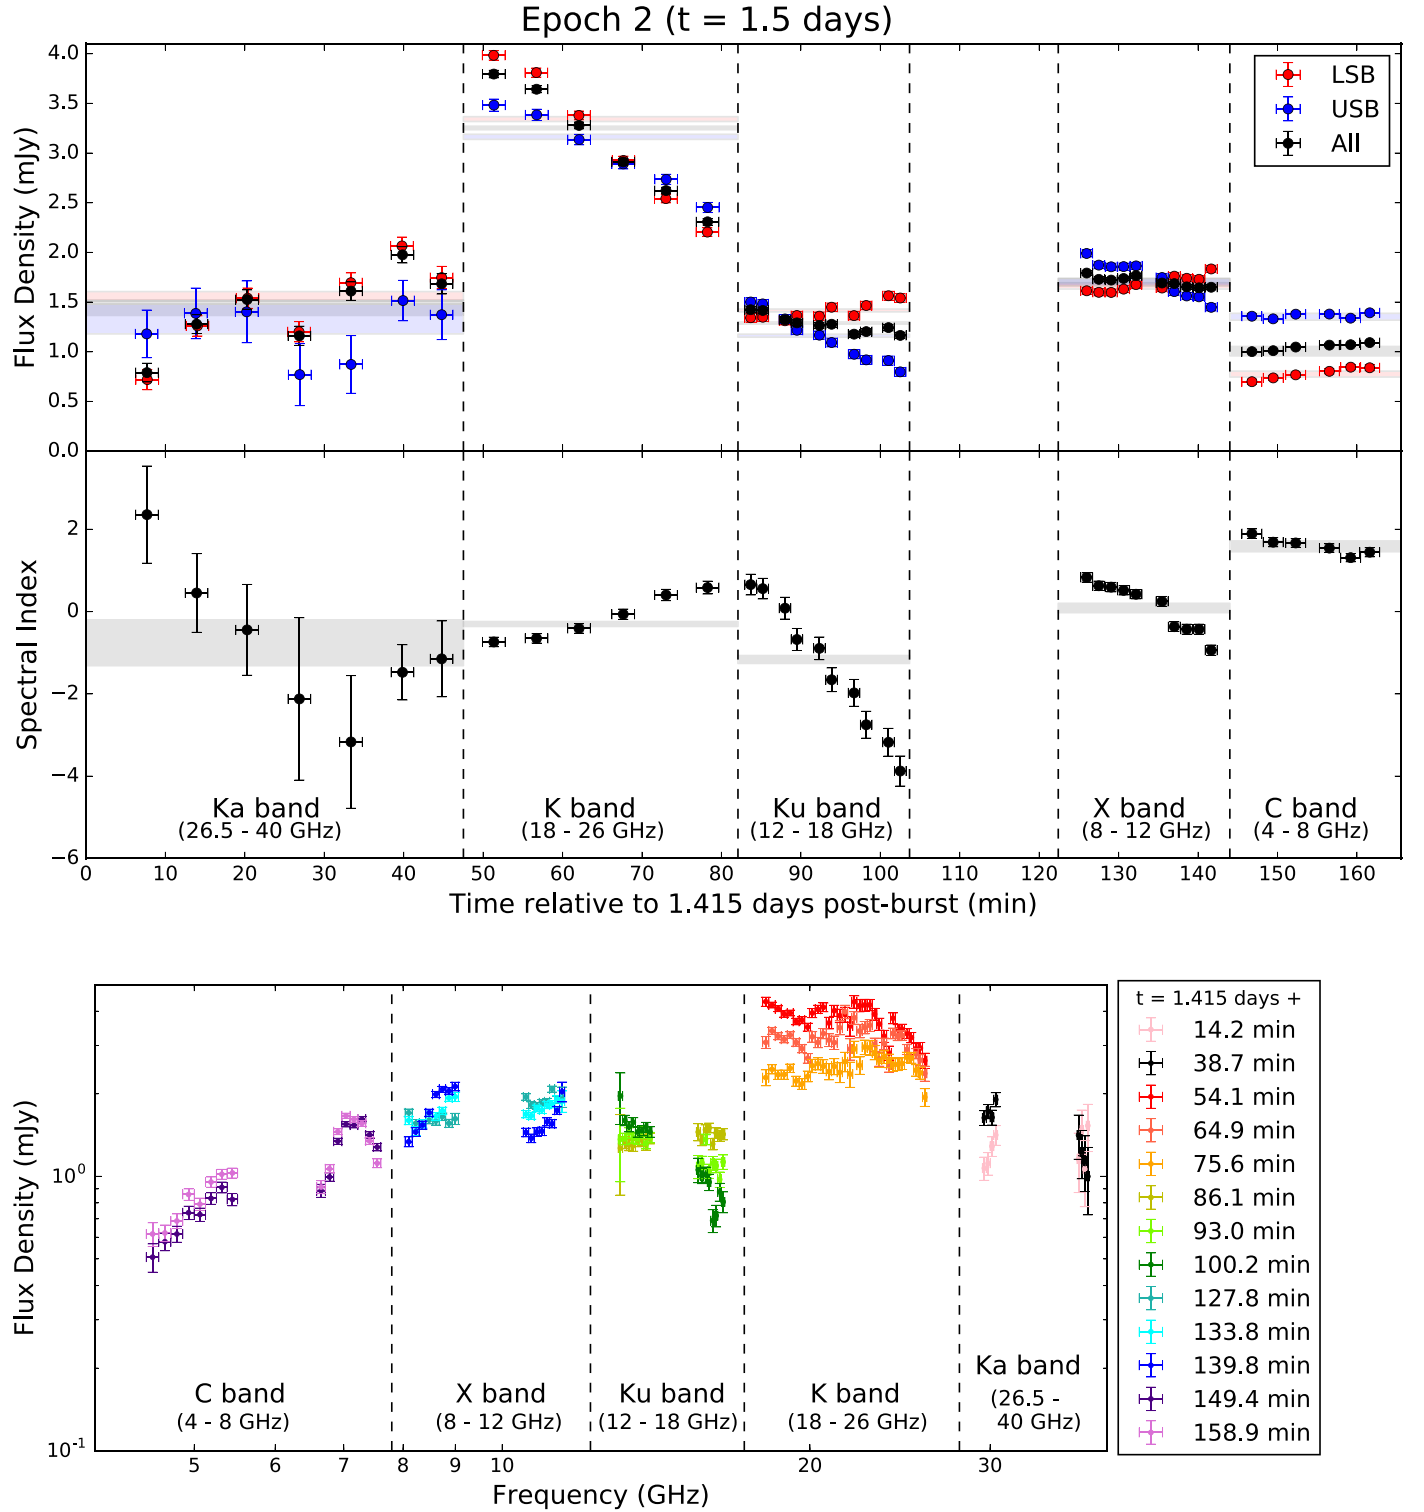 Epoch 2 (t = 1.5 days)
Flux Density (mJy)
4.0
3.5
3.0
2.5
2.0
1.5
1.0
0.5
0.0
LSB
USB
All
Spectral Index
2
0
−2
−4
−6
Ka band
(26.5 - 40 GHz)
K band
(18 - 26 GHz)
Ku band
(12 - 18 GHz)
X band
(8 - 12 GHz)
C band
(4 - 8 GHz)
0 10 20 30 40 50 60 70 80 90 100 110 120 130 140 150 160
Time relative to 1.415 days post-burst (min)
Flux Density (mJy)
10^0
10^-1
C band
(4 - 8 GHz)
X band
(8 - 12 GHz)
Ku band
(12 - 18 GHz)
K band
(18 - 26 GHz)
Ka band
(26.5 -
40 GHz)
5 6 7 8 9 10 20 30
Frequency (GHz)
t = 1.415 days +
14.2 min
38.7 min
54.1 min
64.9 min
75.6 min
86.1 min
93.0 min
100.2 min
127.8 min
133.8 min
139.8 min
149.4 min
158.9 min